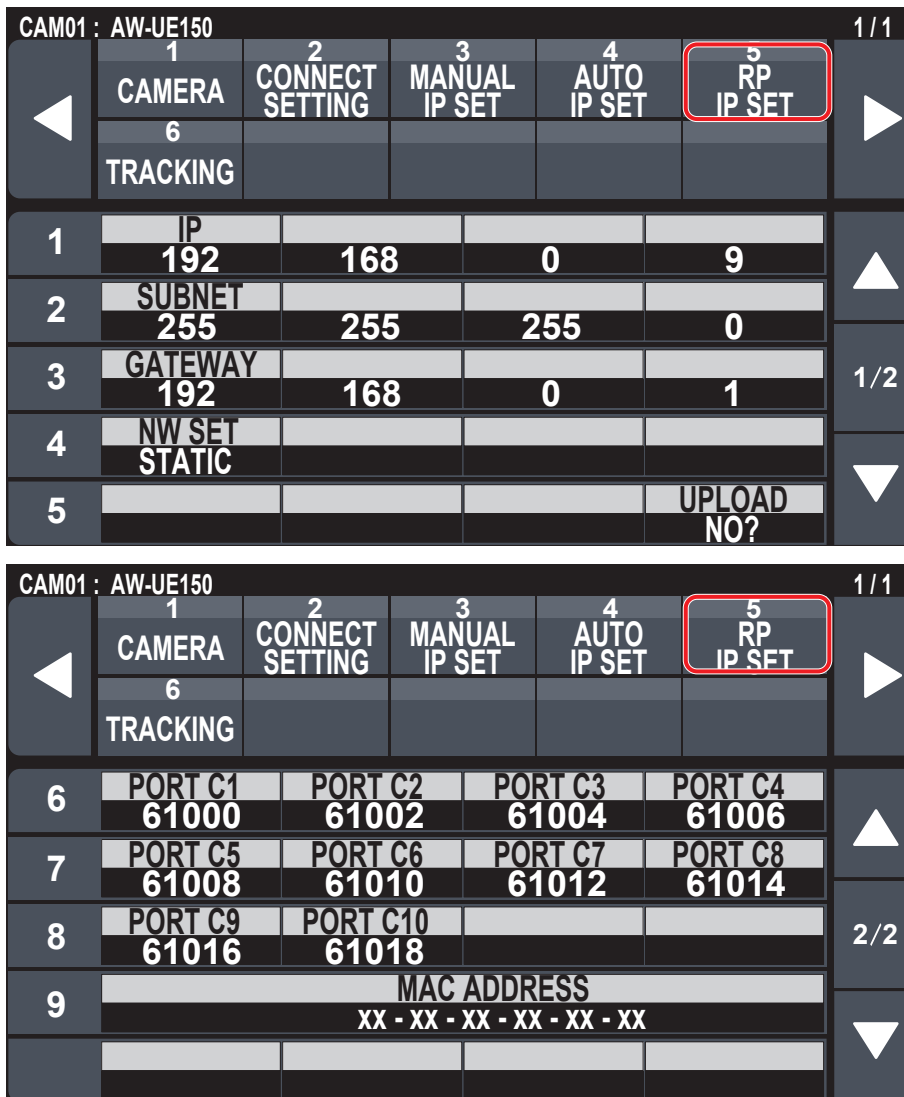 CAM01 : AW-UE150 1 / 1
1 2 3 4 5
CAMERA CONNECT SETTING MANUAL IP SET AUTO IP SET RP IP SET
6
TRACKING
1 IP
192 168 0 9
2 SUBNET
255 255 255 0
3 GATEWAY
192 168 0 1
1/2
4 NW SET
STATIC
5 UPLOAD
NO?
CAM01 : AW-UE150 1 / 1
1 2 3 4 5
CAMERA CONNECT SETTING MANUAL IP SET AUTO IP SET RP IP SET
6
TRACKING
6 PORT C1 PORT C2 PORT C3 PORT C4
61000 61002 61004 61006
7 PORT C5 PORT C6 PORT C7 PORT C8
61008 61010 61012 61014
8 PORT C9 PORT C10
61016 61018
2/2
9 MAC ADDRESS
XX - XX - XX - XX - XX - XX